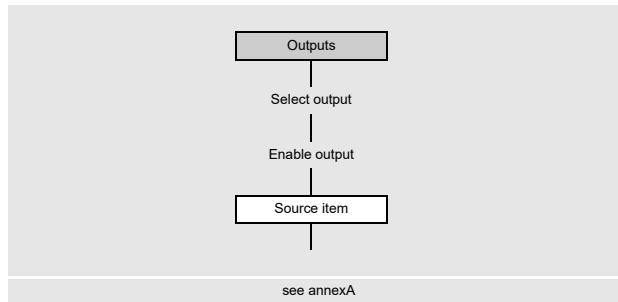 Outputs
Select output
Enable output
Source item
see annexA